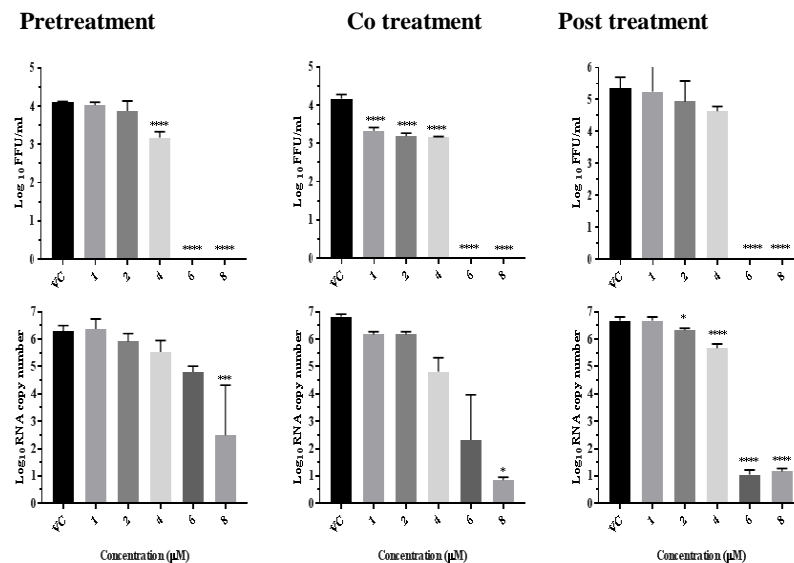 Pretreatment
Co treatment
Post treatment
5
4
3
2
1
0
Log 10 FFU/ml
****
**** ****
VC 1 2 4 6 8
5
4
3
2
1
0
Log 10 FFU/ml
**** **** ****
**** ****
VC 1 2 4 6 8
6
5
4
3
2
1
0
Log 10 FFU/ml
**** ****
VC 1 2 4 6 8
7
6
5
4
3
2
1
0
Log10 RNA copy number
***
VC 1 2 4 6 8
Concentration (µM)
7
6
5
4
3
2
1
0
Log10 RNA copy number
*
VC 1 2 4 6 8
Concentration (µM)
7
6
5
4
3
2
1
0
Log10 RNA copy number
* ****
**** ****
VC 1 2 4 6 8
Concentration (µM)